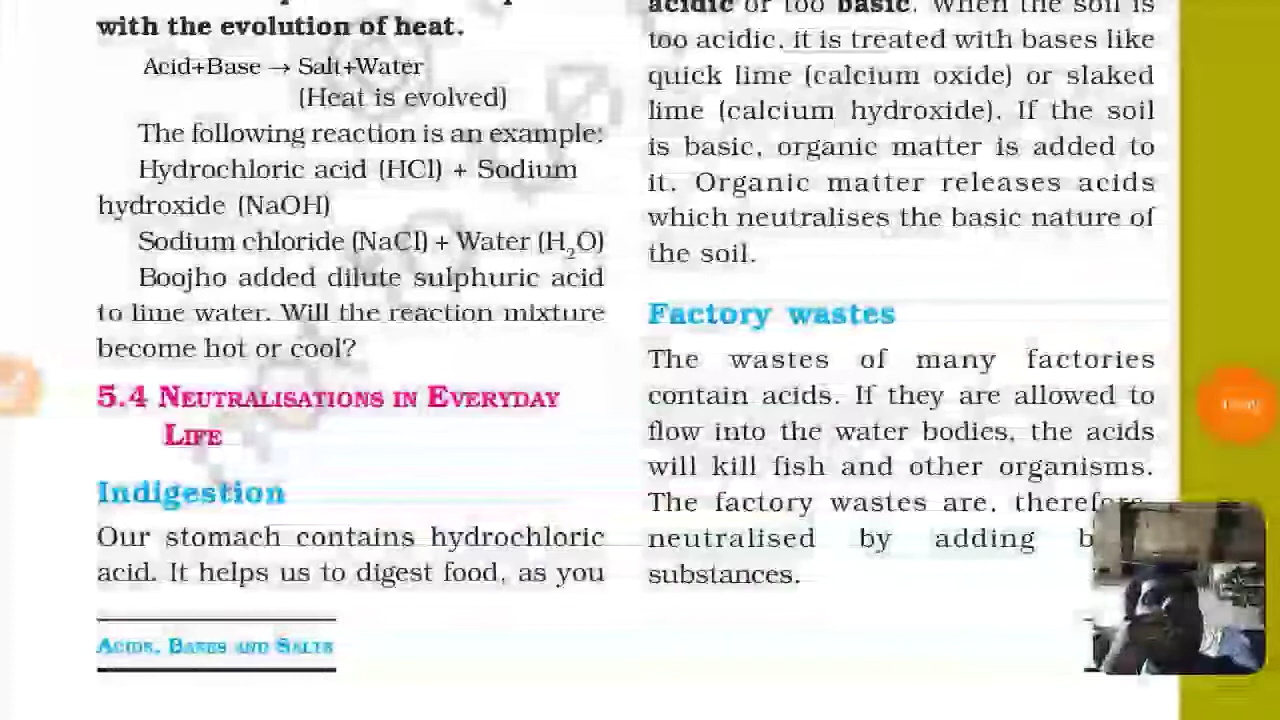 with the evolution of heat.
Acid+Base → Salt+Water
(Heat is evolved)
The following reaction is an example:
Hydrochloric acid (HCl) + Sodium
hydroxide (NaOH)
Sodium chloride (NaCl) + Water (H₂O)
Boojho added dilute sulphuric acid
to lime water. Will the reaction mixture
become hot or cool?
5.4 NEUTRALISATIONS IN EVERYDAY
LIFE
Indigestion
Our stomach contains hydrochloric
acid. It helps us to digest food, as you
ACIDS, BASES AND SALTS
acidic or too basic. When the soil is
too acidic, it is treated with bases like
quick lime (calcium oxide) or slaked
lime (calcium hydroxide). If the soil
is basic, organic matter is added to
it. Organic matter releases acids
which neutralises the basic nature of
the soil.
Factory wastes
The wastes of many factories
contain acids. If they are allowed to
flow into the water bodies, the acids
will kill fish and other organisms.
The factory wastes are, therefore,
neutralised by adding
substances.